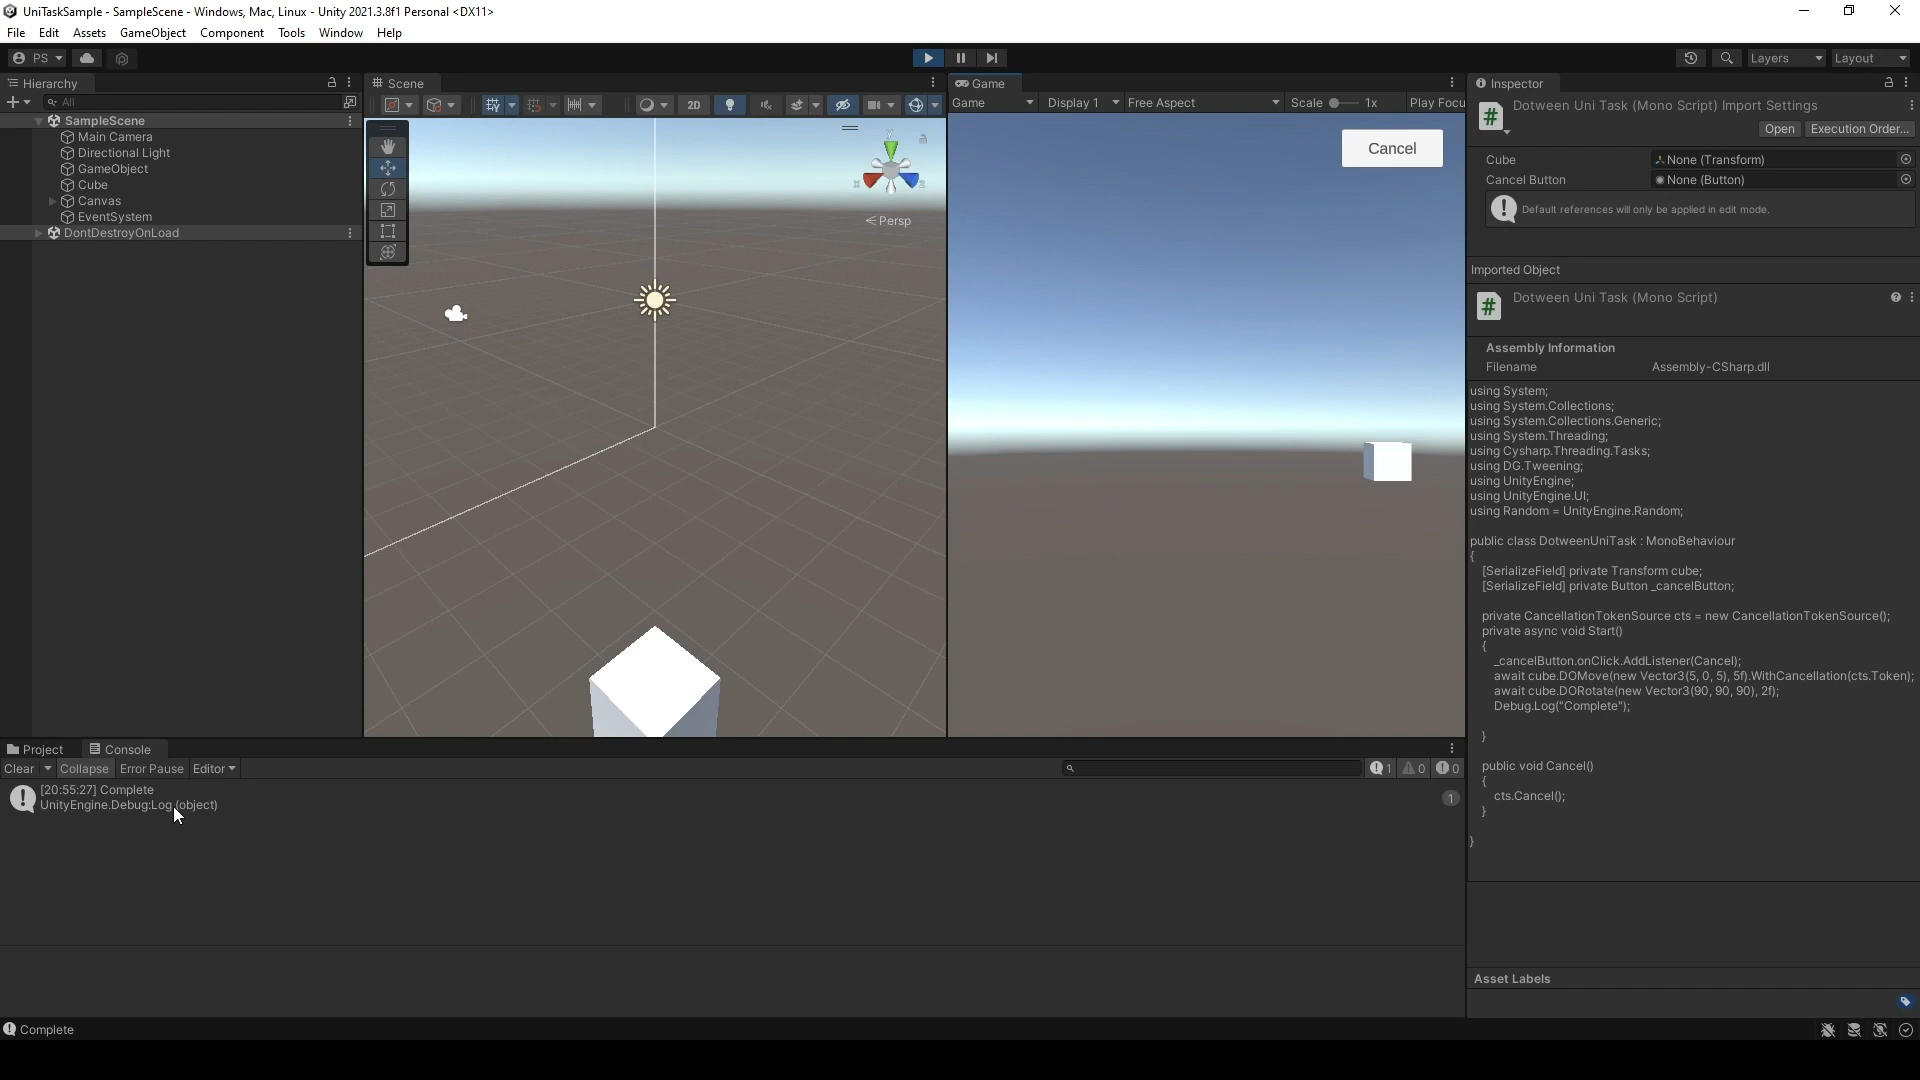 UniTaskSample - SampleScene - Windows, Mac, Linux - Unity 2021.3.8f1 Personal <DX11>
File Edit Assets GameObject Component Tools Window Help
PS Layers Layout
Hierarchy
All
SampleScene
Main Camera
Directional Light
GameObject
Cube
Canvas
EventSystem
DontDestroyOnLoad
Scene
2D
y
x
z
Persp
Game
Game Display 1 Free Aspect Scale 1x Play Focu
Cancel
Inspector
Dotween Uni Task (Mono Script) Import Settings
Open Execution Order...
Cube None (Transform)
Cancel Button None (Button)
Default references will only be applied in edit mode.
Imported Object
Dotween Uni Task (Mono Script)
Assembly Information
Filename Assembly-CSharp.dll
using System;
using System.Collections;
using System.Collections.Generic;
using System.Threading;
using Cysharp.Threading.Tasks;
using DG.Tweening;
using UnityEngine;
using UnityEngine.UI;
using Random = UnityEngine.Random;
public class DotweenUniTask : MonoBehaviour
{
[SerializeField] private Transform cube;
[SerializeField] private Button _cancelButton;
private CancellationTokenSource cts = new CancellationTokenSource();
private async void Start()
{
_cancelButton.onClick.AddListener(Cancel);
await cube.DOMove(new Vector3(5, 0, 5), 5f).WithCancellation(cts.Token);
await cube.DORotate(new Vector3(90, 90, 90), 2f);
Debug.Log("Complete");
}
public void Cancel()
{
cts.Cancel();
}
}
Asset Labels
Project Console
Clear Collapse Error Pause Editor
1 0 0
[20:55:27] Complete
UnityEngine.Debug:Log (object)
1
Complete